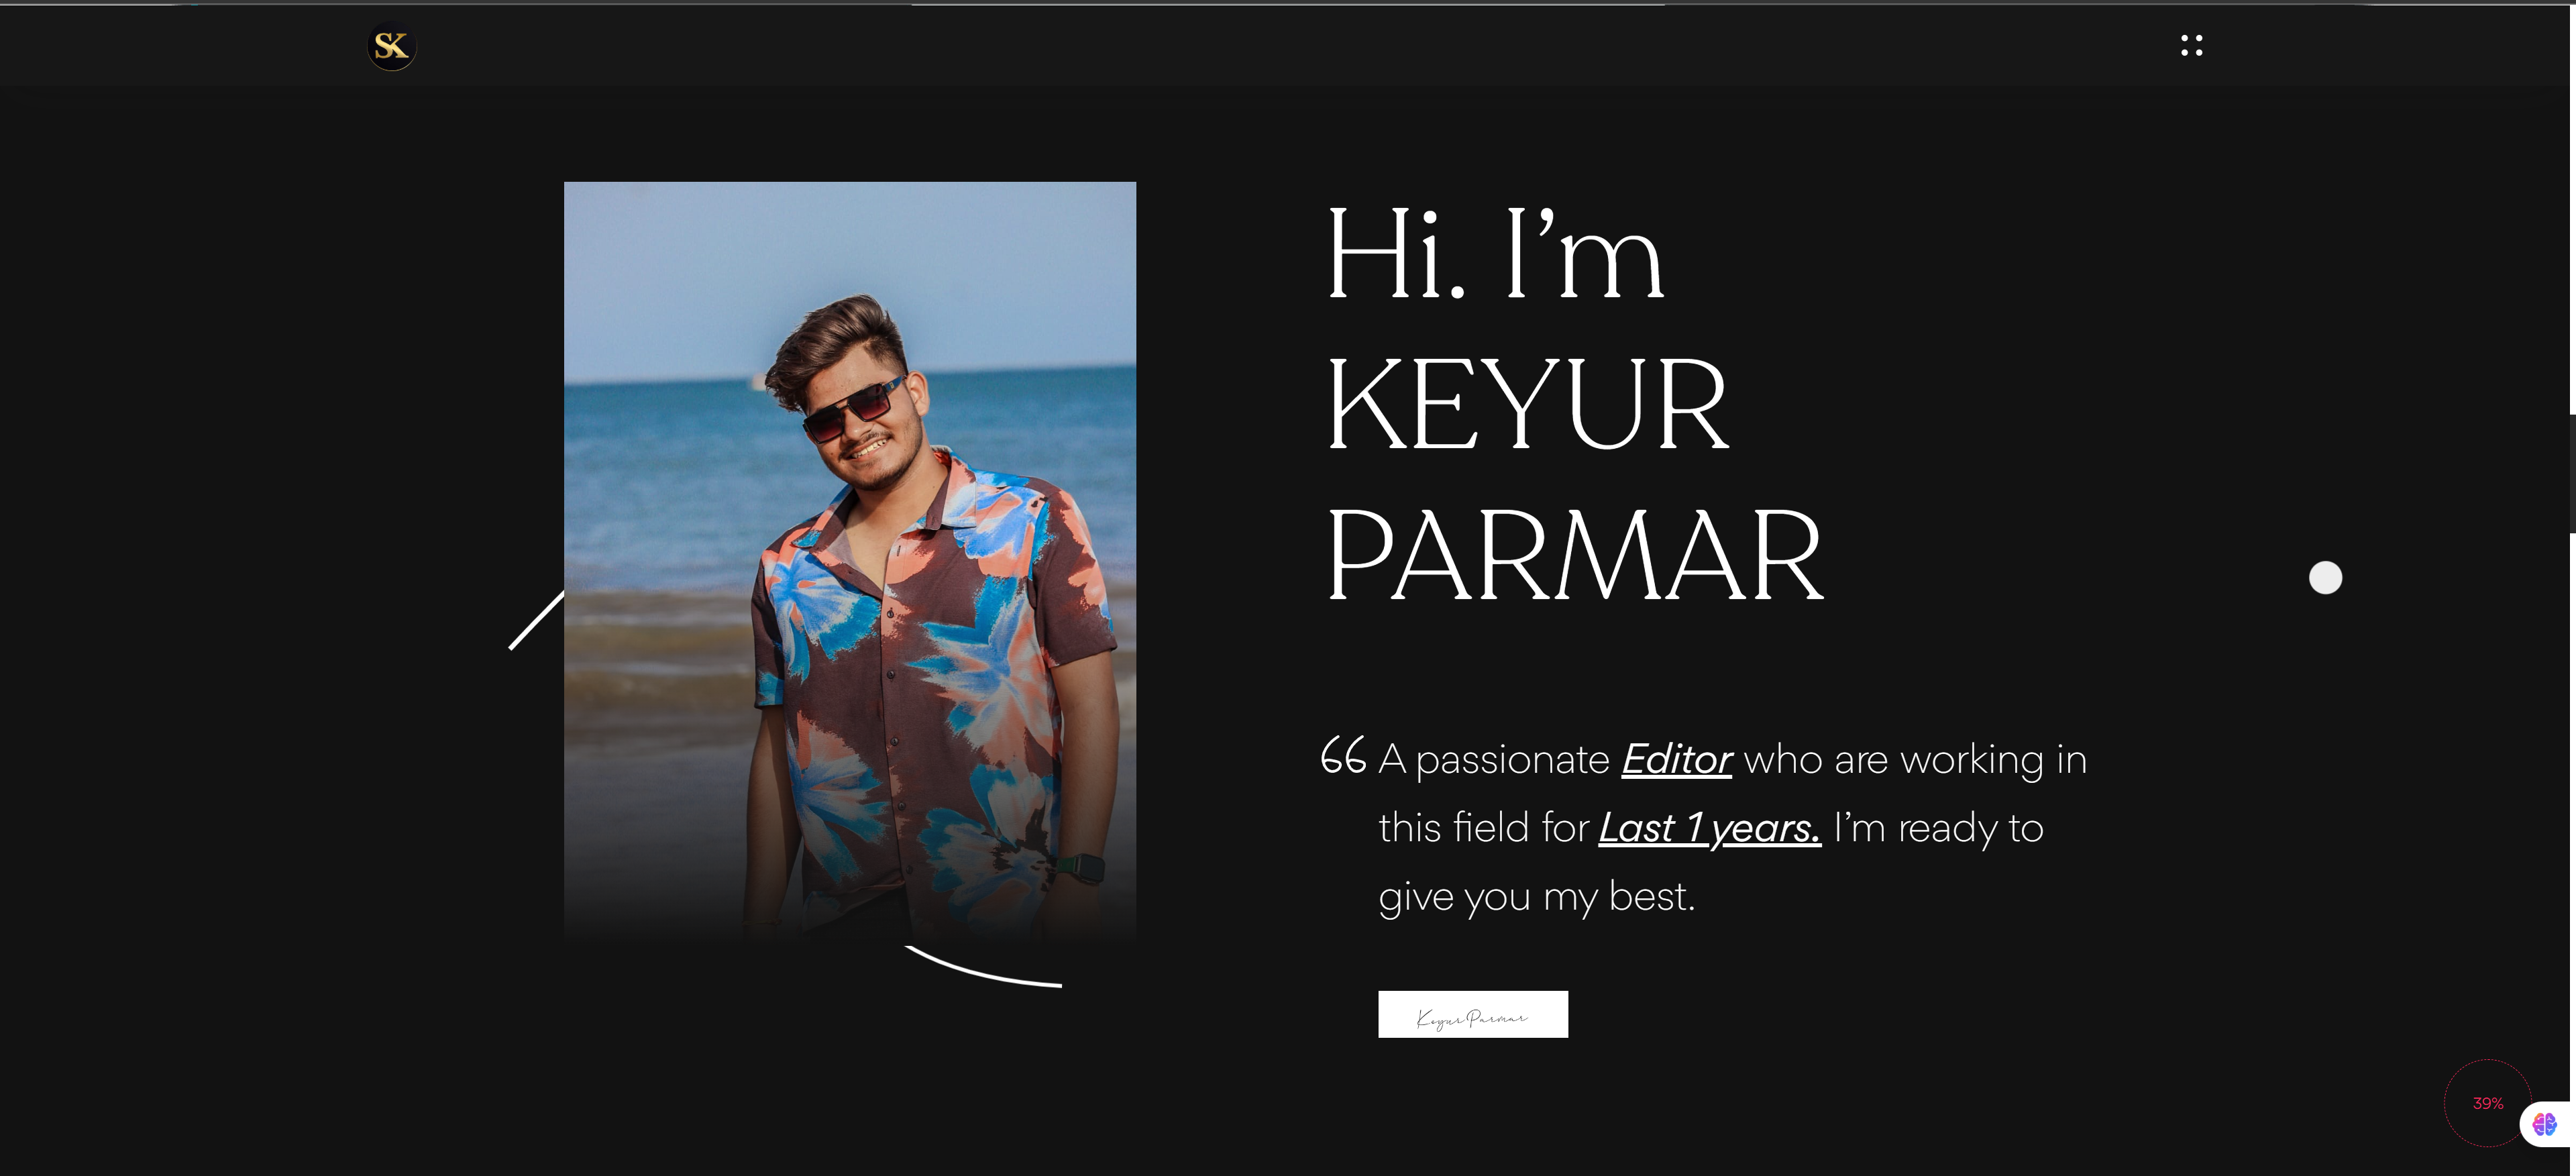 SK
Hi. I’m
KEYUR
PARMAR
“ A passionate Editor who are working in
this field for Last 1 years. I’m ready to
give you my best.
Keyur Parmar
39%